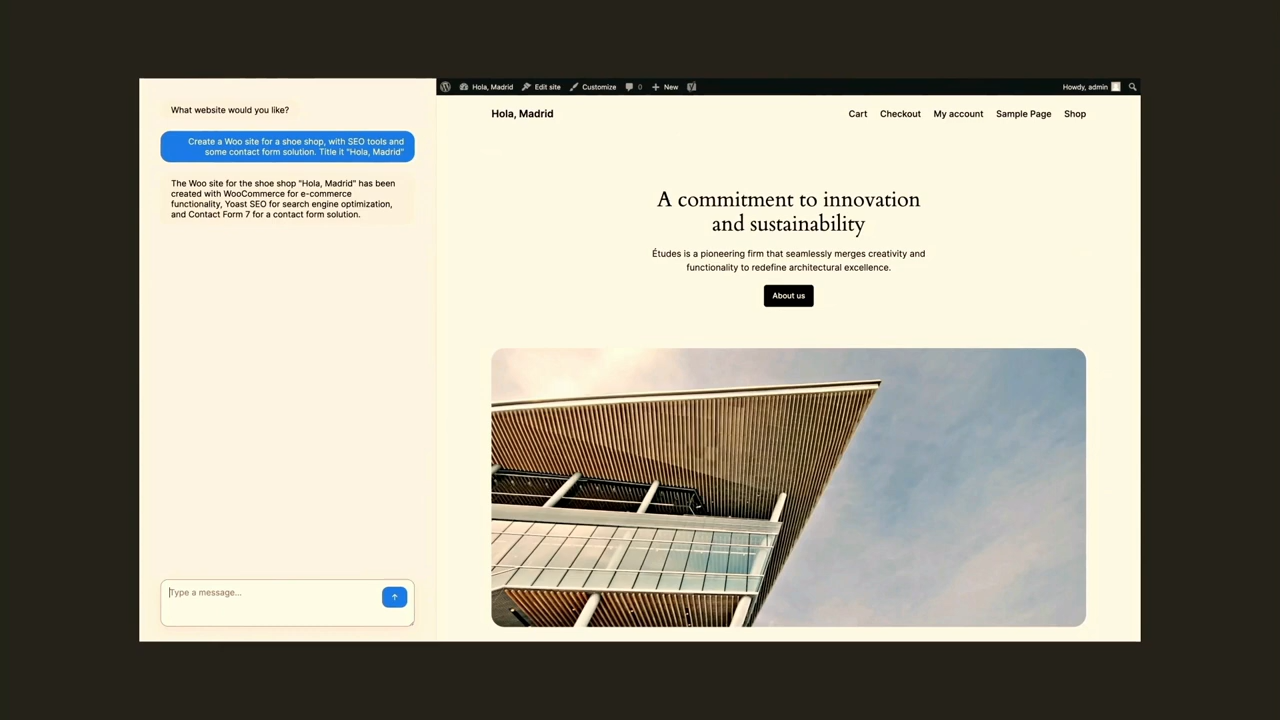 What website would you like?
Create a Woo site for a shoe shop, with SEO tools and
some contact form solution. Title it "Hola, Madrid"
The Woo site for the shoe shop "Hola, Madrid" has been
created with WooCommerce for e-commerce
functionality, Yoast SEO for search engine optimization,
and Contact Form 7 for a contact form solution.
Type a message...
Hola, Madrid
Edit site
Customize
0
New
Howdy, admin
Hola, Madrid
Cart
Checkout
My account
Sample Page
Shop
A commitment to innovation
and sustainability
Études is a pioneering firm that seamlessly merges creativity and
functionality to redefine architectural excellence.
About us